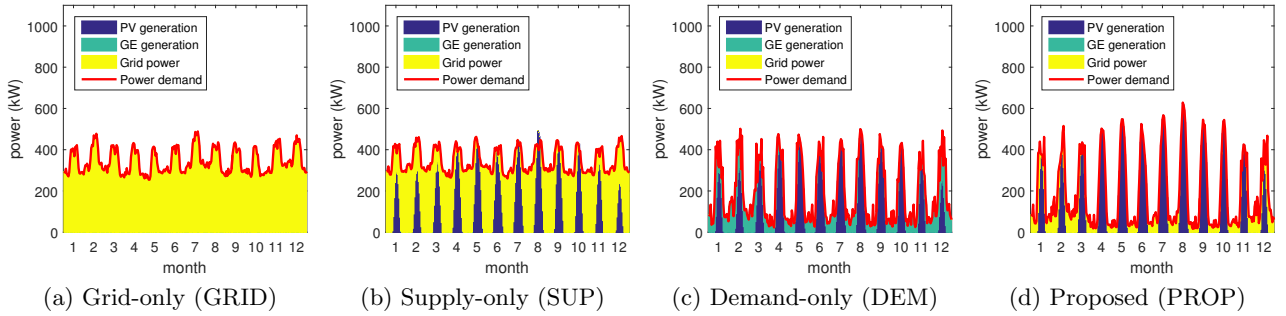 1000
800
600
400
200
0
power (kW)
PV generation
GE generation
Grid power
Power demand
1 2 3 4 5 6 7 8 9 10 11 12
month
(a) Grid-only (GRID)
1000
800
600
400
200
0
power (kW)
PV generation
GE generation
Grid power
Power demand
1 2 3 4 5 6 7 8 9 10 11 12
month
(b) Supply-only (SUP)
1000
800
600
400
200
0
power (kW)
PV generation
GE generation
Grid power
Power demand
1 2 3 4 5 6 7 8 9 10 11 12
month
(c) Demand-only (DEM)
1000
800
600
400
200
0
power (kW)
PV generation
GE generation
Grid power
Power demand
1 2 3 4 5 6 7 8 9 10 11 12
month
(d) Proposed (PROP)